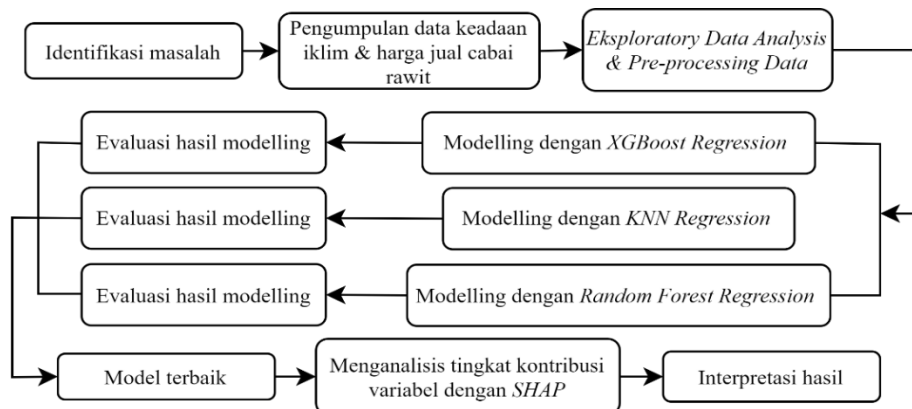 Identifikasi masalah
Pengumpulan data keadaan
iklim & harga jual cabai
rawit
Eksploratory Data Analysis
& Pre-processing Data
Evaluasi hasil modelling
Modelling dengan XGBoost Regression
Evaluasi hasil modelling
Modelling dengan KNN Regression
Evaluasi hasil modelling
Modelling dengan Random Forest Regression
Model terbaik
Menganalisis tingkat kontribusi
variabel dengan SHAP
Interpretasi hasil